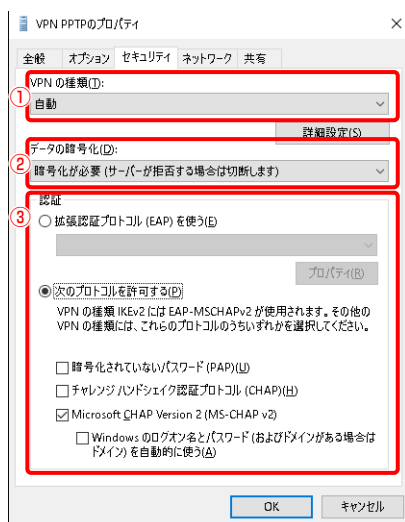 VPN PPTPのプロパティ
全般 オプション セキュリティ ネットワーク 共有
VPN の種類(T):
①
自動
詳細設定(S)
データの暗号化(D):
②
暗号化が必要 (サーバーが拒否する場合は切断します)
認証
③
拡張認証プロトコル (EAP) を使う(E)
プロパティ(R)
次のプロトコルを許可する(P)
VPN の種類 IKEv2 には EAP-MSCHAPv2 が使用されます。その他の
VPN の種類には、これらのプロトコルのうちいずれかを選択してください。
暗号化されていないパスワード (PAP)(U)
チャレンジ ハンドシェイク認証プロトコル (CHAP)(H)
Microsoft CHAP Version 2 (MS-CHAP v2)
Windows のログオン名とパスワード (およびドメインがある場合は
ドメイン) を自動的に使う(A)
OK キャンセル